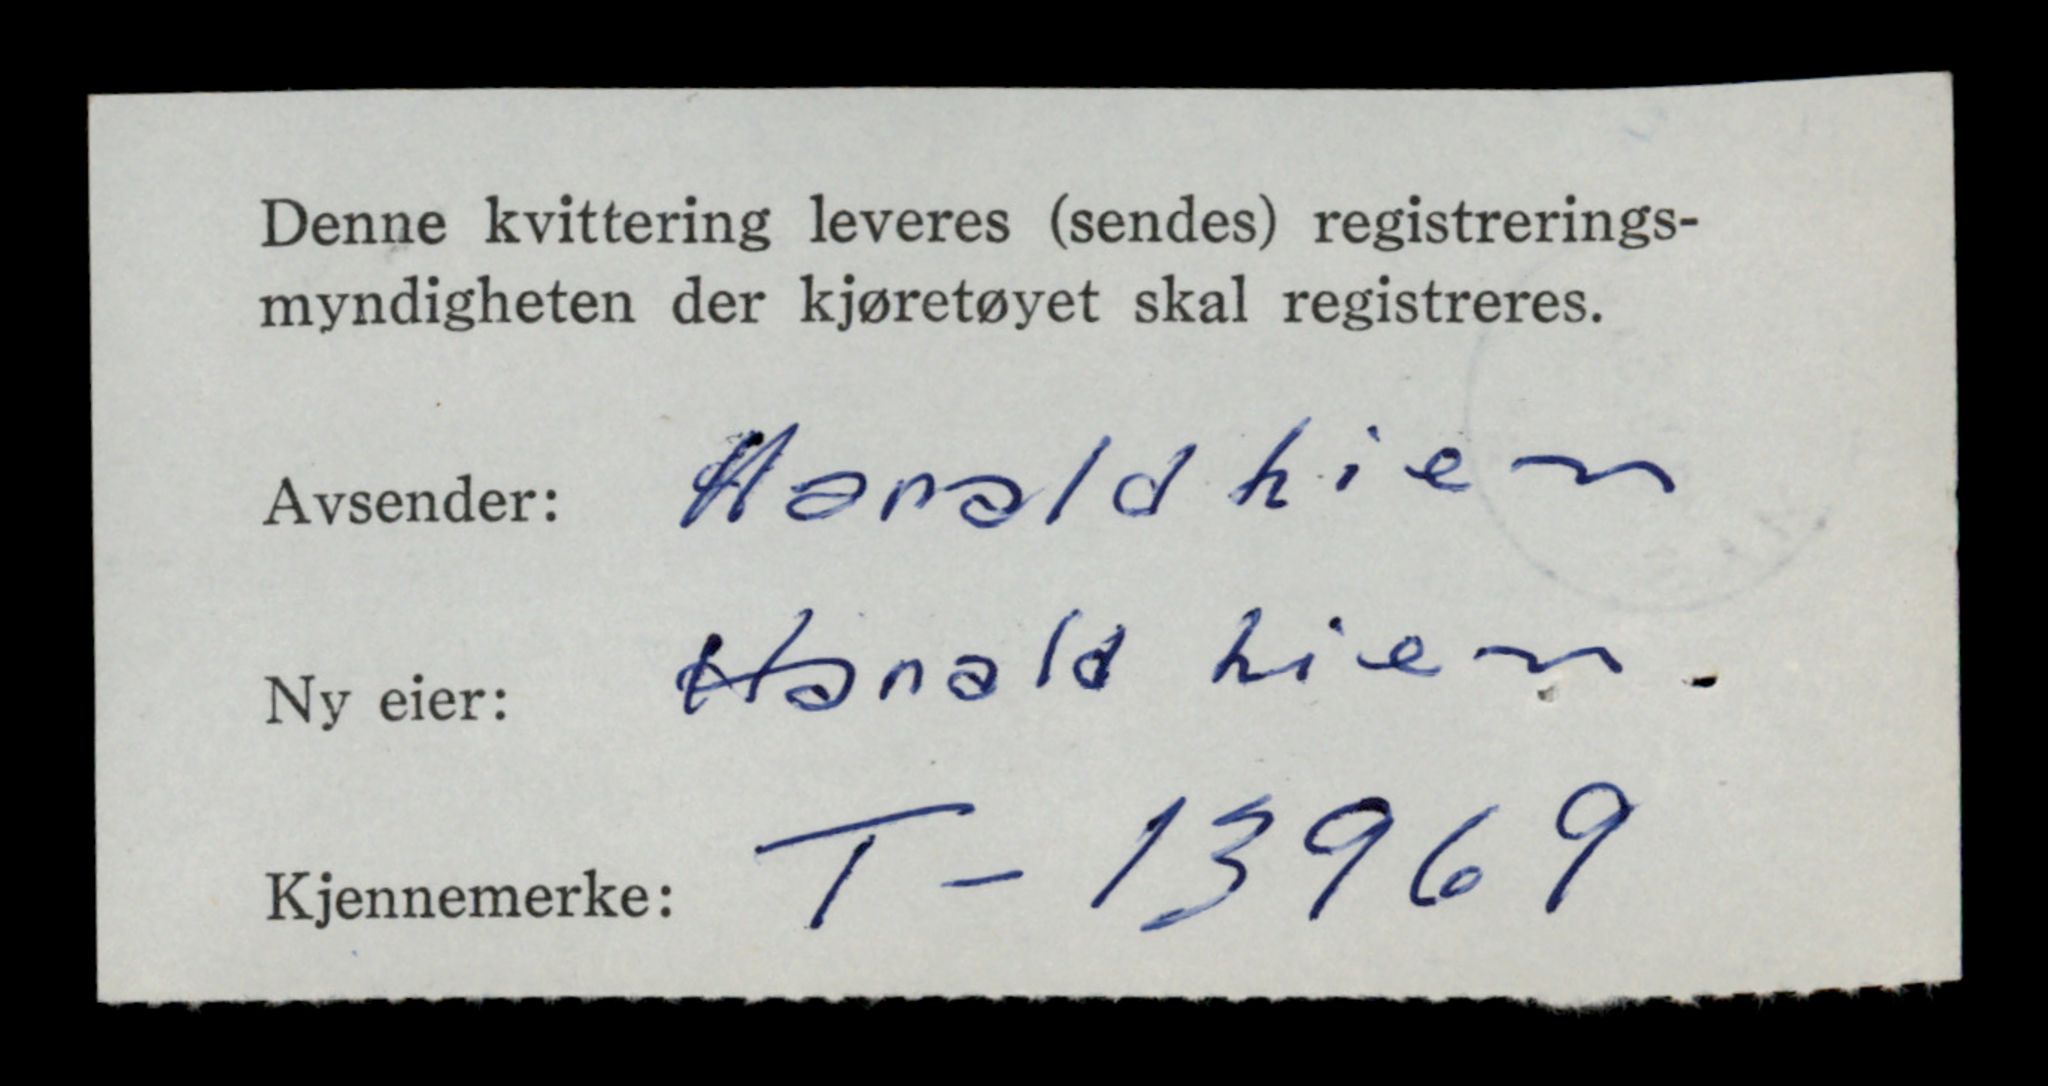 Denne kvittering leveres (sendes) registrerings-
myndigheten der kjøretøyet skal registreres.
Avsender: Harald Lien
Ny eier: Harald Lien.
Kjennemerke: T-13969